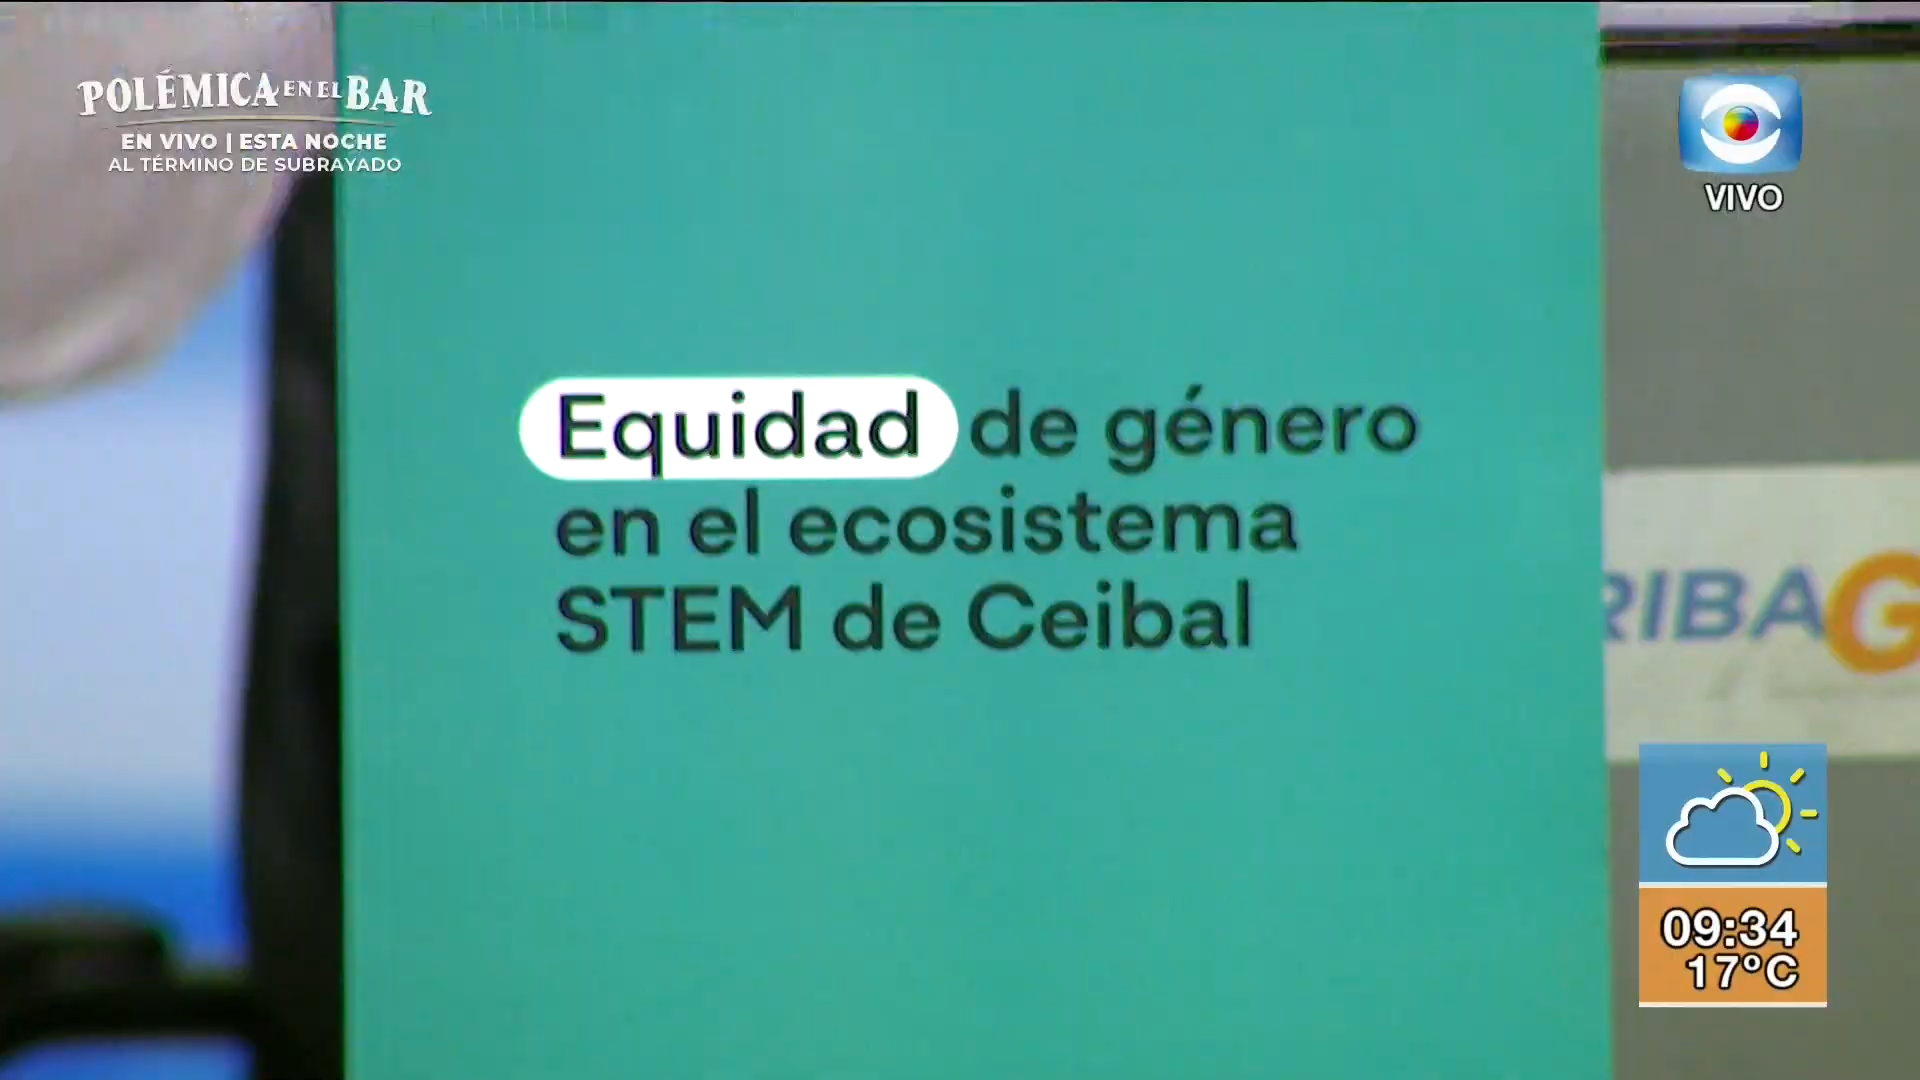 POLÉMICA EN EL BAR
EN VIVO | ESTA NOCHE
AL TÉRMINO DE SUBRAYADO
VIVO
Equidad de género
en el ecosistema
STEM de Ceibal
RIBAG
09:34
17°C